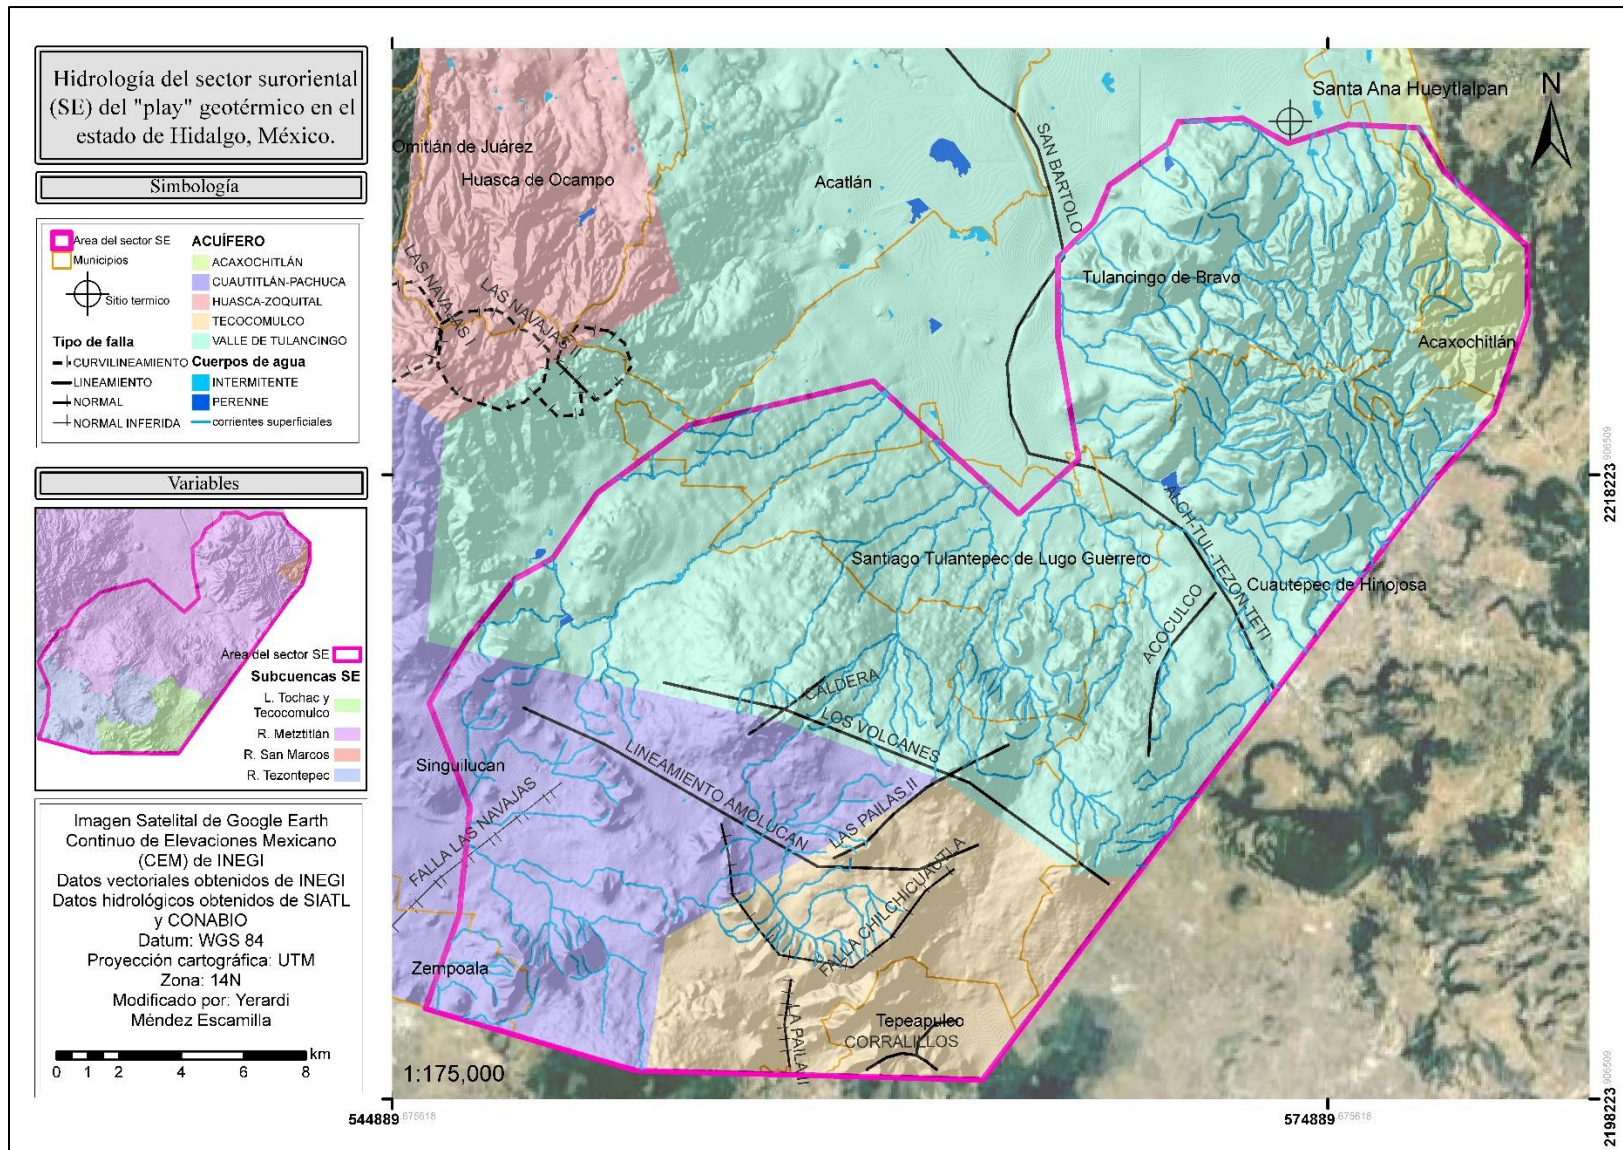 Hidrología del sector suroriental
(SE) del "play" geotérmico en el
estado de Hidalgo, México.
Simbología
Area del sector SE
Municipios
Sitio termico
Tipo de falla
CURVILINEAMIENTO
LINEAMIENTO
NORMAL
NORMAL INFERIDA
ACUÍFERO
ACAXOCHITLÁN
CUAUTITLÁN-PACHUCA
HUASCA-ZOQUITAL
TECOCOMULCO
VALLE DE TULANCINGO
Cuerpos de agua
INTERMITENTE
PERENNE
corrientes superficiales
Variables
Área del sector SE
Subcuencas SE
L. Tochac y
Tecocomulco
R. Metztitlán
R. San Marcos
R. Tezontepec
Imagen Satelital de Google Earth
Continuo de Elevaciones Mexicano
(CEM) de INEGI
Datos vectoriales obtenidos de INEGI
Datos hidrológicos obtenidos de SIATL
y CONABIO
Datum: WGS 84
Proyección cartográfica: UTM
Zona: 14N
Modificado por: Yerardi
Méndez Escamilla
km
0 1 2 4 6 8
Santa Ana Hueytlalpan
N
Omitlán de Juárez
Huasca de Ocampo
Acatlán
SAN BARTOLO
Tulancingo de Bravo
LAS NAVAJAS I
LAS NAVAJAS II
Acaxochitlán
ALCH-TUL-TEZON-TETI
Santiago Tulantepec de Lugo Guerrero
Cuautepec de Hinojosa
ACOCULCO
CALDERA
LOS VOLCANES
Singuilucan
LINEAMIENTO AMOLUCAN
LAS PAILAS II
FALLA LAS NAVAJAS
FALLA CHILCHICUAUTLA
Zempoala
LA PAILA I
Tepeapulco
CORRALILLOS
1:175,000
544889.675618
574889.675618
2218223.906509
2198223.906509